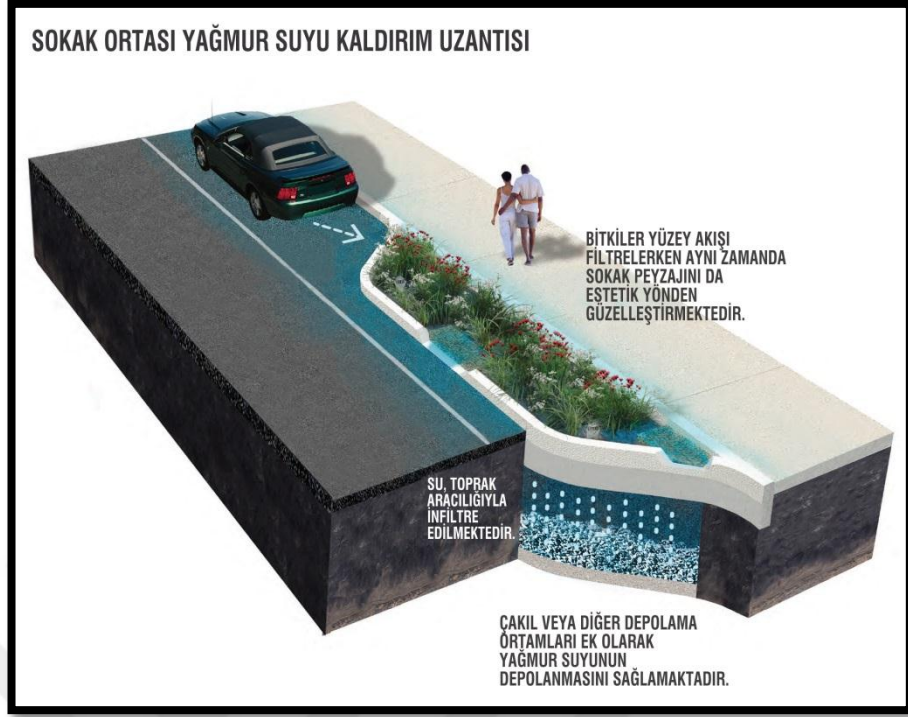 SOKAK ORTASI YAĞMUR SUYU KALDIRIM UZANTISI
BİTKİLER YÜZEY AKIŞI
FİLTRELERKEN AYNI ZAMANDA
SOKAK PEYZAJINI DA
ESTETİK YÖNDEN
GÜZELLEŞTİRMEKTEDİR.
SU, TOPRAK
ARACILIĞIYLA
İNFİLTRE
EDİLMEKTEDİR.
ÇAKIL VEYA DİĞER DEPOLAMA
ORTAMLARI EK OLARAK
YAĞMUR SUYUNUN
DEPOLANMASINI SAĞLAMAKTADIR.